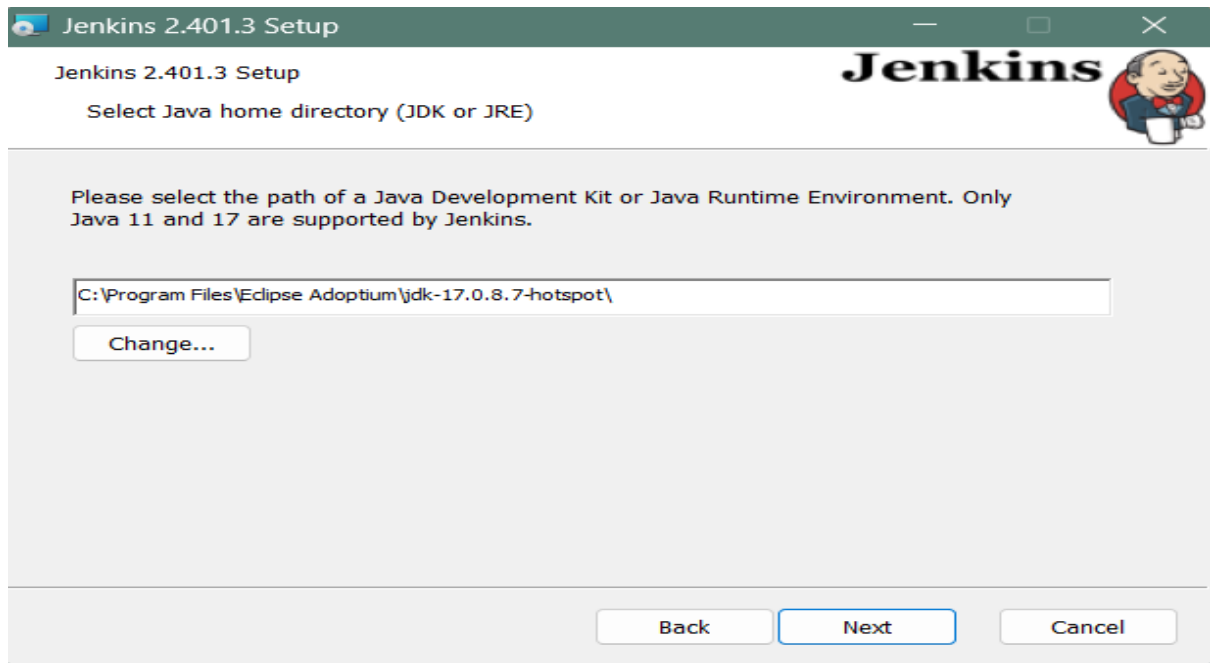 Jenkins 2.401.3 Setup
Jenkins 2.401.3 Setup
Jenkins
Select Java home directory (JDK or JRE)
Please select the path of a Java Development Kit or Java Runtime Environment. Only
Java 11 and 17 are supported by Jenkins.
C:\Program Files\Eclipse Adoptium\jdk-17.0.8.7-hotspot\
Change...
Back
Next
Cancel